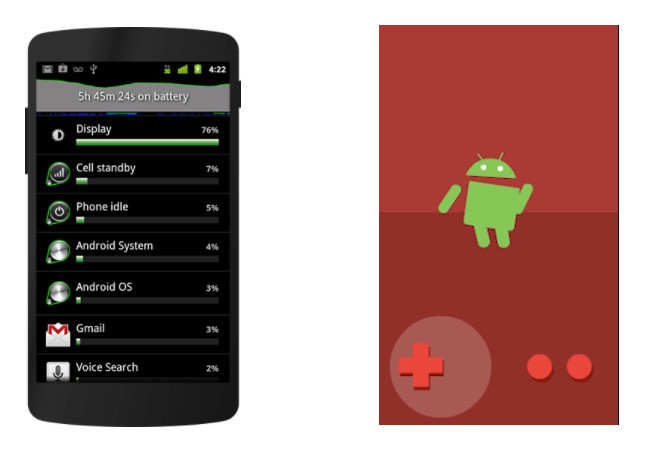 4:22
5h 45m 24s on battery
Display 76%
Cell standby 7%
Phone idle 5%
Android System 4%
Android OS 3%
Gmail 3%
Voice Search 2%